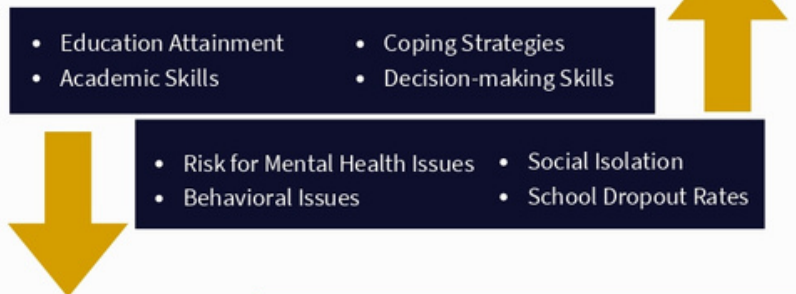 • Education Attainment
• Academic Skills
• Coping Strategies
• Decision-making Skills
• Risk for Mental Health Issues
• Behavioral Issues
• Social Isolation
• School Dropout Rates